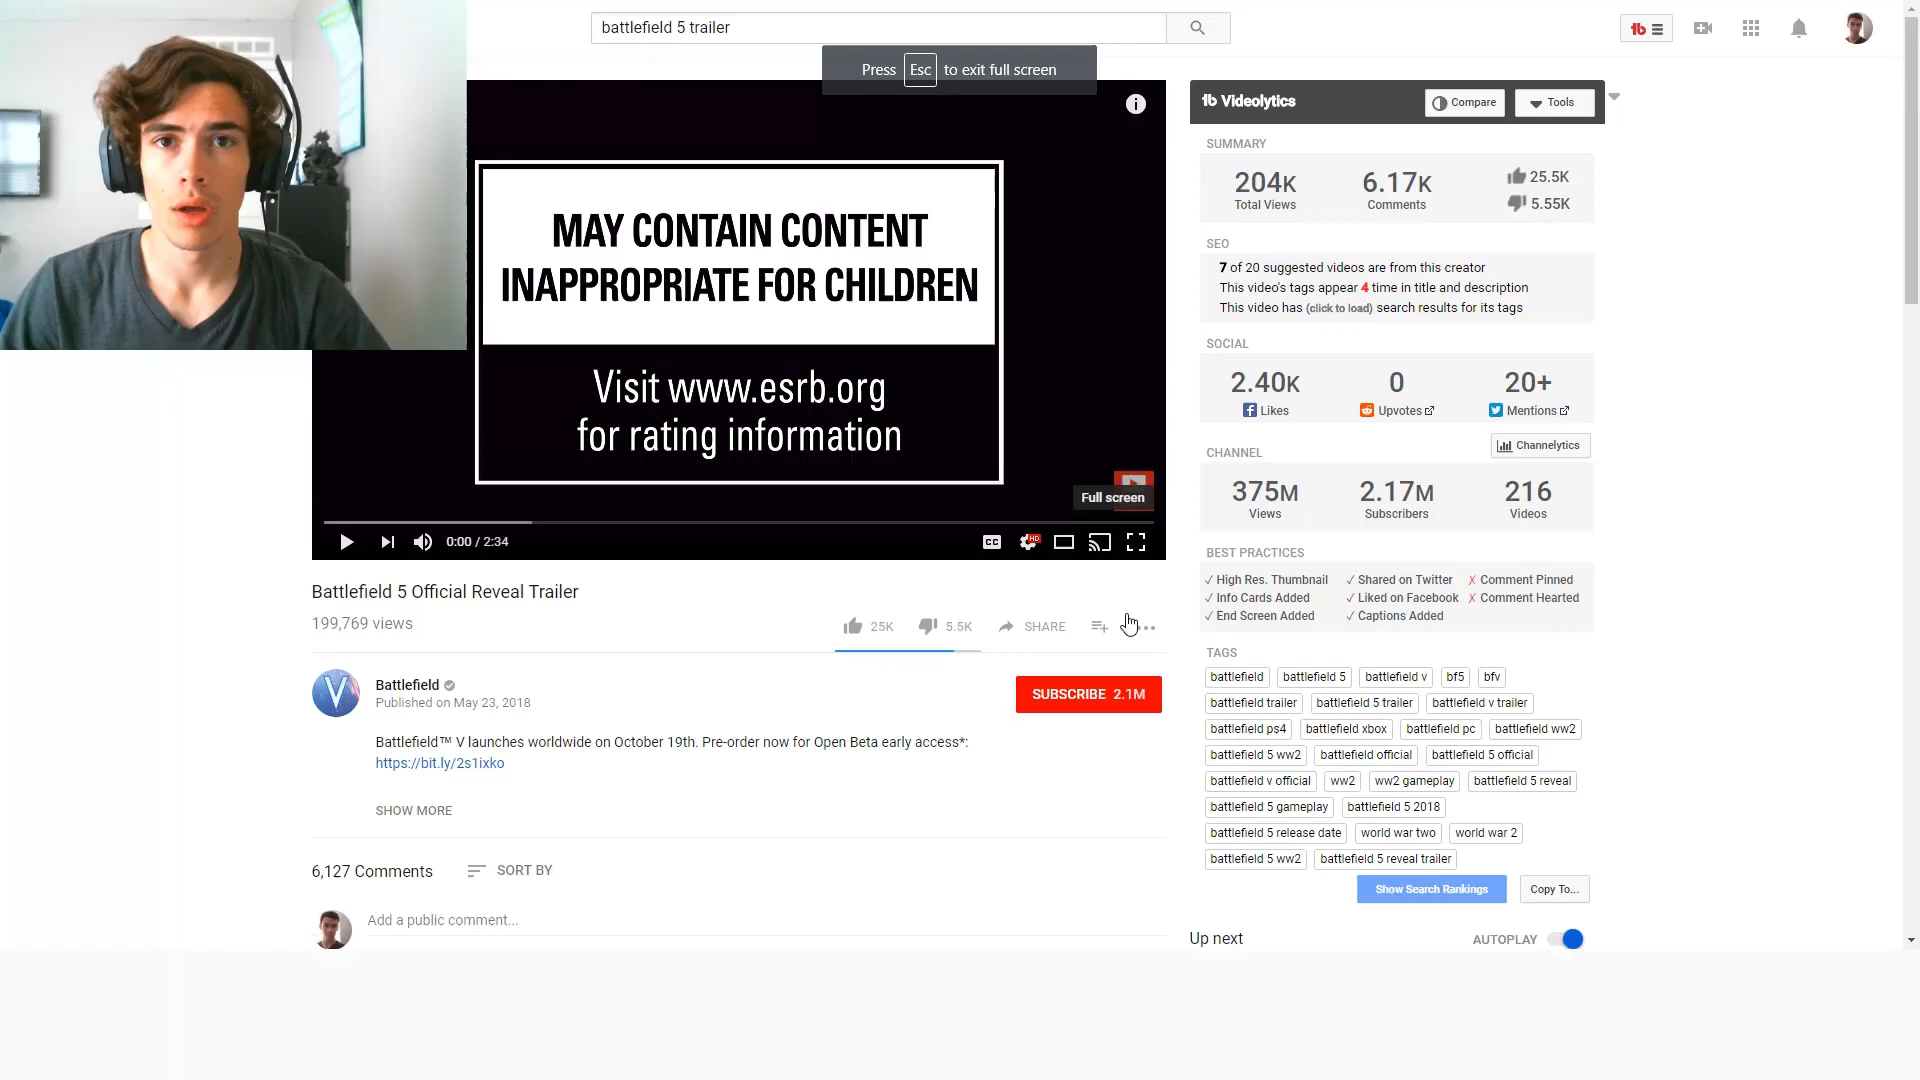 battlefield 5 trailer
Press Esc to exit full screen
MAY CONTAIN CONTENT
INAPPROPRIATE FOR CHILDREN
Visit www.esrb.org
for rating information
Full screen
0:00 / 2:34
CC
HD
Battlefield 5 Official Reveal Trailer
199,769 views
25K
5.5K
SHARE
Battlefield
Published on May 23, 2018
SUBSCRIBE 2.1M
Battlefield™ V launches worldwide on October 19th. Pre-order now for Open Beta early access*:
https://bit.ly/2s1ixko
SHOW MORE
6,127 Comments
SORT BY
Add a public comment...
tb
tb Videolytics
Compare
Tools
SUMMARY
204K
6.17K
25.5K
Total Views
Comments
5.55K
SEO
7 of 20 suggested videos are from this creator
This video's tags appear 4 time in title and description
This video has (click to load) search results for its tags
SOCIAL
2.40K
0
20+
Likes
Upvotes
Mentions
CHANNEL
Channelytics
375M
2.17M
216
Views
Subscribers
Videos
BEST PRACTICES
✓ High Res. Thumbnail ✓ Shared on Twitter ✗ Comment Pinned
✓ Info Cards Added ✓ Liked on Facebook ✗ Comment Hearted
✓ End Screen Added ✓ Captions Added
TAGS
battlefield battlefield 5 battlefield v bf5 bfv
battlefield trailer battlefield 5 trailer battlefield v trailer
battlefield ps4 battlefield xbox battlefield pc battlefield ww2
battlefield 5 ww2 battlefield official battlefield 5 official
battlefield v official ww2 ww2 gameplay battlefield 5 reveal
battlefield 5 gameplay battlefield 5 2018
battlefield 5 release date world war two world war 2
battlefield 5 ww2 battlefield 5 reveal trailer
Show Search Rankings
Copy To...
Up next
AUTOPLAY